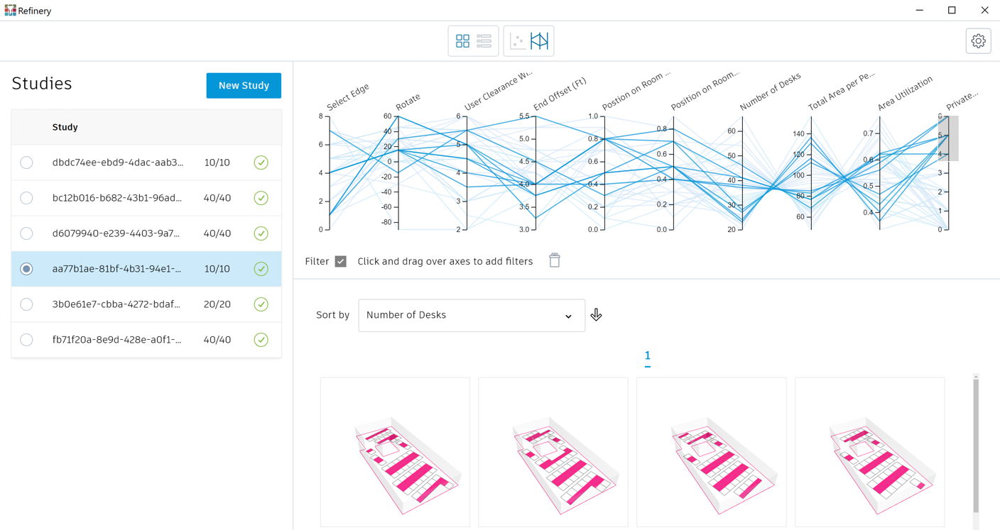 Refinery
Studies
New Study
Study
dbdc74ee-ebd9-4dac-aab3... 10/10
bc12b016-b682-43b1-96ad... 40/40
d6079940-e239-4403-9a7... 40/40
aa77b1ae-81bf-4b31-94e1-... 10/10
3b0e61e7-cbba-4272-bdaf... 20/20
fb71f20a-8e9d-428e-a0f1-... 40/40
Select Edge
Rotate
User Clearance Wi...
End Offset (Ft)
Postion on Room ...
Position on Room...
Number of Desks
Total Area per Pe...
Area Utilization
Private...
8
6
4
2
0
60
40
20
0
-20
-40
-60
-80
6
5
4
3
2
5.5
5.0
4.5
4.0
3.5
3.0
1.0
0.8
0.6
0.4
0.2
0.0
0.8
0.6
0.4
0.2
0.0
60
50
40
30
20
140
120
100
80
60
0.7
0.6
0.5
0.4
6
5
4
3
2
1
0
Filter Click and drag over axes to add filters
Sort by Number of Desks
1